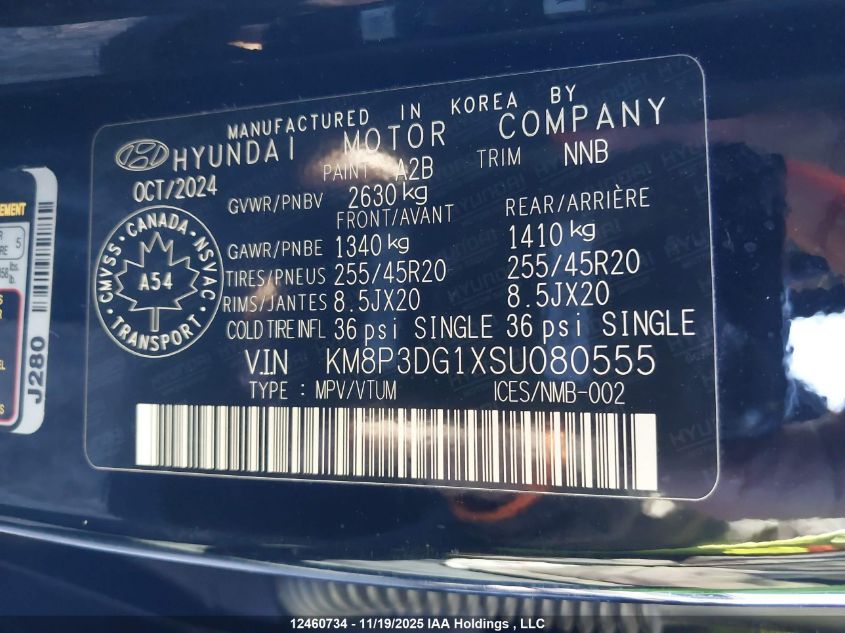 MANUFACTURED IN KOREA BY
HYUNDAI MOTOR COMPANY
OCT/2024 PAINT A2B TRIM NNB
GVWR/PNBV 2630 kg
FRONT/AVANT REAR/ARRIÈRE
GAWR/PNBE 1340 kg 1410 kg
TIRES/PNEUS 255/45R20 255/45R20
RIMS/JANTES 8.5JX20 8.5JX20
COLD TIRE INFL 36 psi SINGLE 36 psi SINGLE
V.I.N KM8P3DG1XSU080555
TYPE : MPV/VTUM ICES/NMB-002
CMVSS · CANADA · NSVAC · TRANSPORT ·
A54
J280
5
12460734 - 11/19/2025 IAA Holdings , LLC